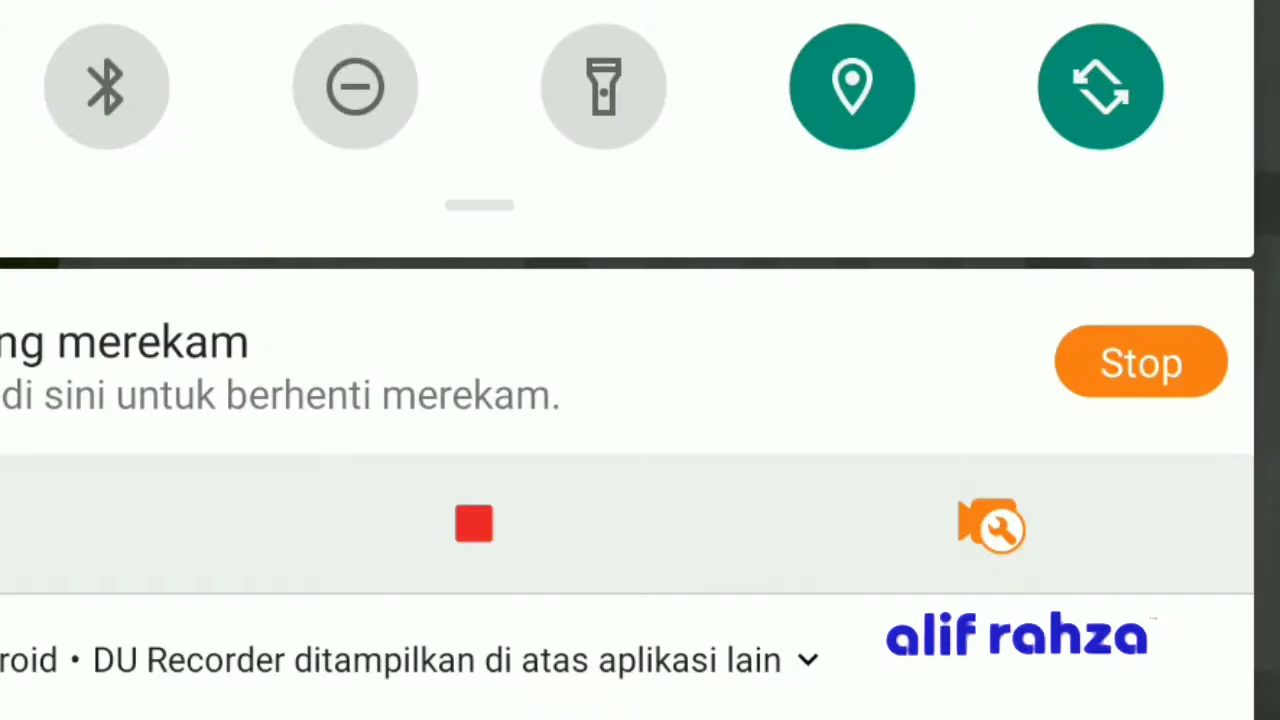 ng merekam
Stop
di sini untuk berhenti merekam.
roid • DU Recorder ditampilkan di atas aplikasi lain
alif rahza